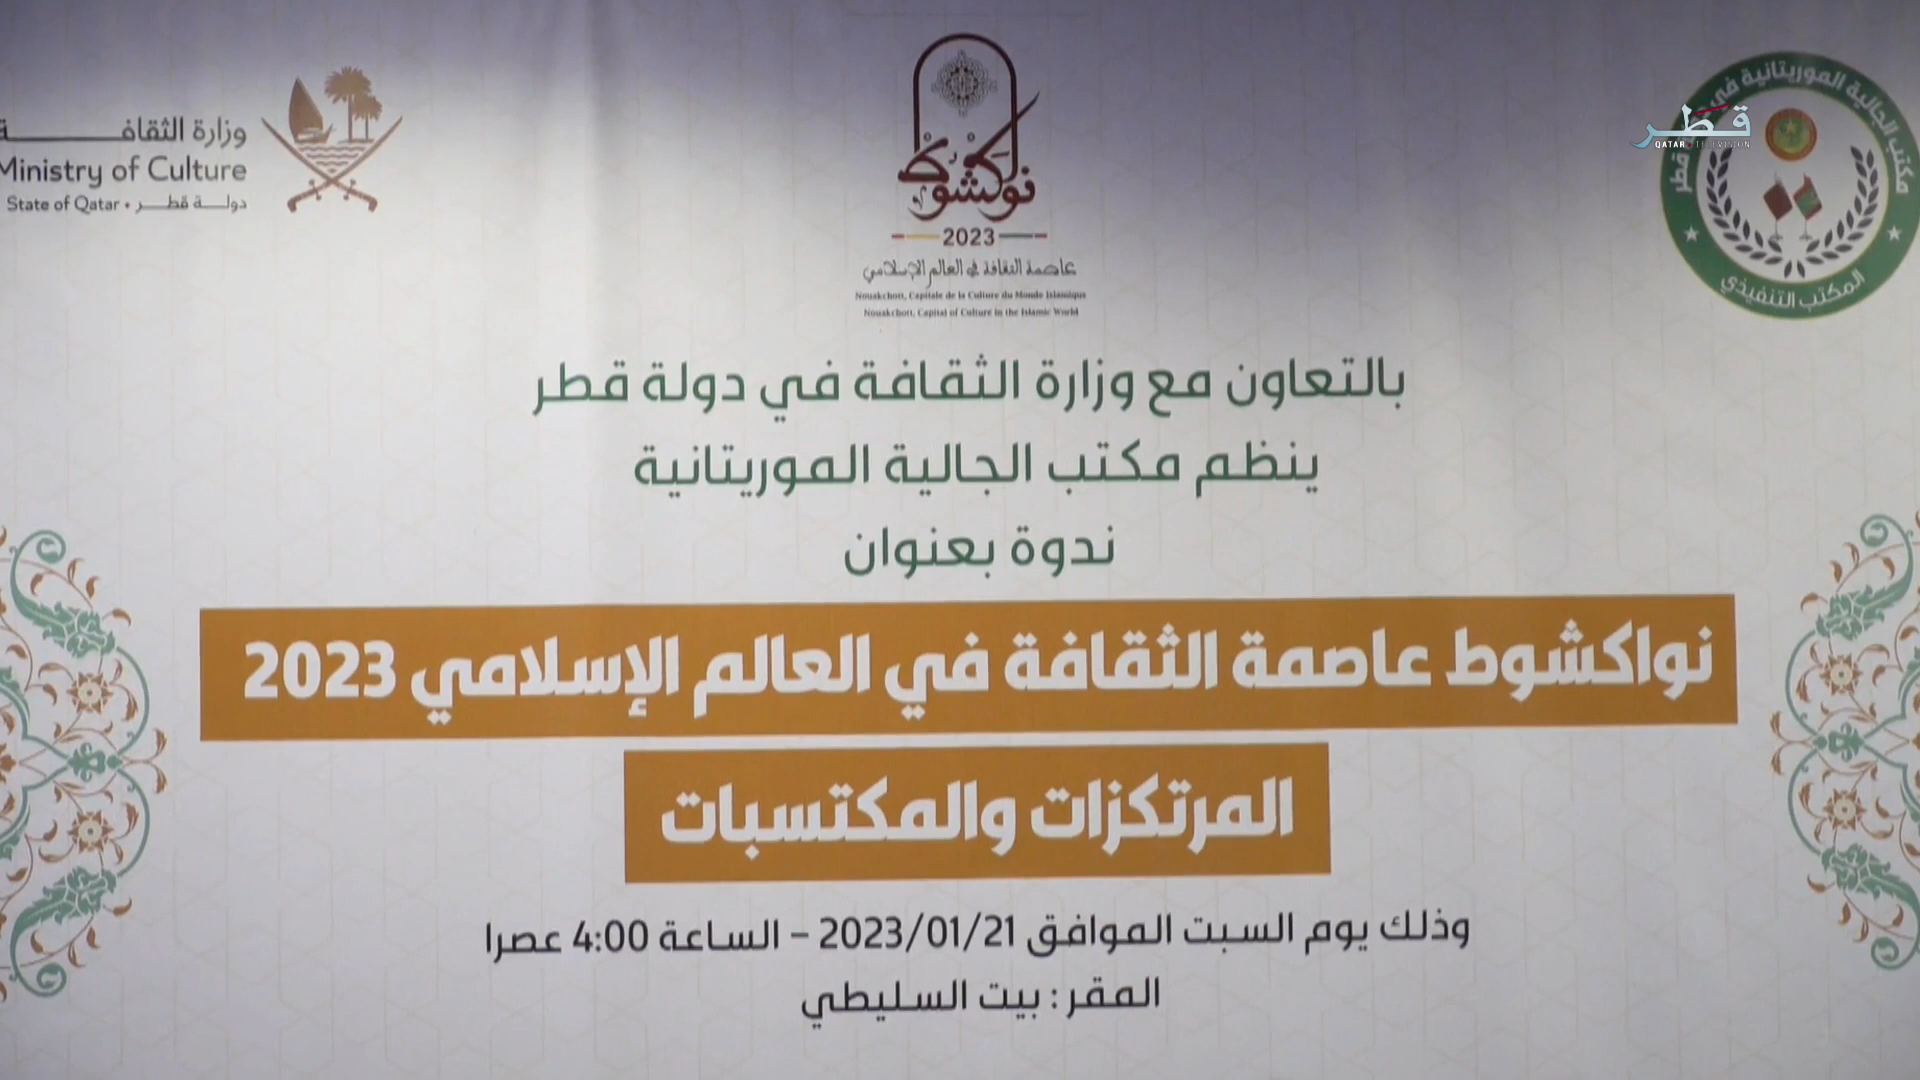 وزارة الثقافة
Ministry of Culture
دولة قطر • State of Qatar
نواكشوط
2023
عاصمة الثقافة في العالم الإسلامي
Nouakchott, Capitale de la Culture du Monde Islamique
Nouakchott, Capital of Culture in the Islamic World
قطر
QATAR TELEVISION
مكتب الجالية الموريتانية في قطر
المكتب التنفيذي
بالتعاون مع وزارة الثقافة في دولة قطر
ينظم مكتب الجالية الموريتانية
ندوة بعنوان
نواكشوط عاصمة الثقافة في العالم الإسلامي 2023
المرتكزات والمكتسبات
وذلك يوم السبت الموافق 2023/01/21 – الساعة 4:00 عصرا
المقر : بيت السليطي